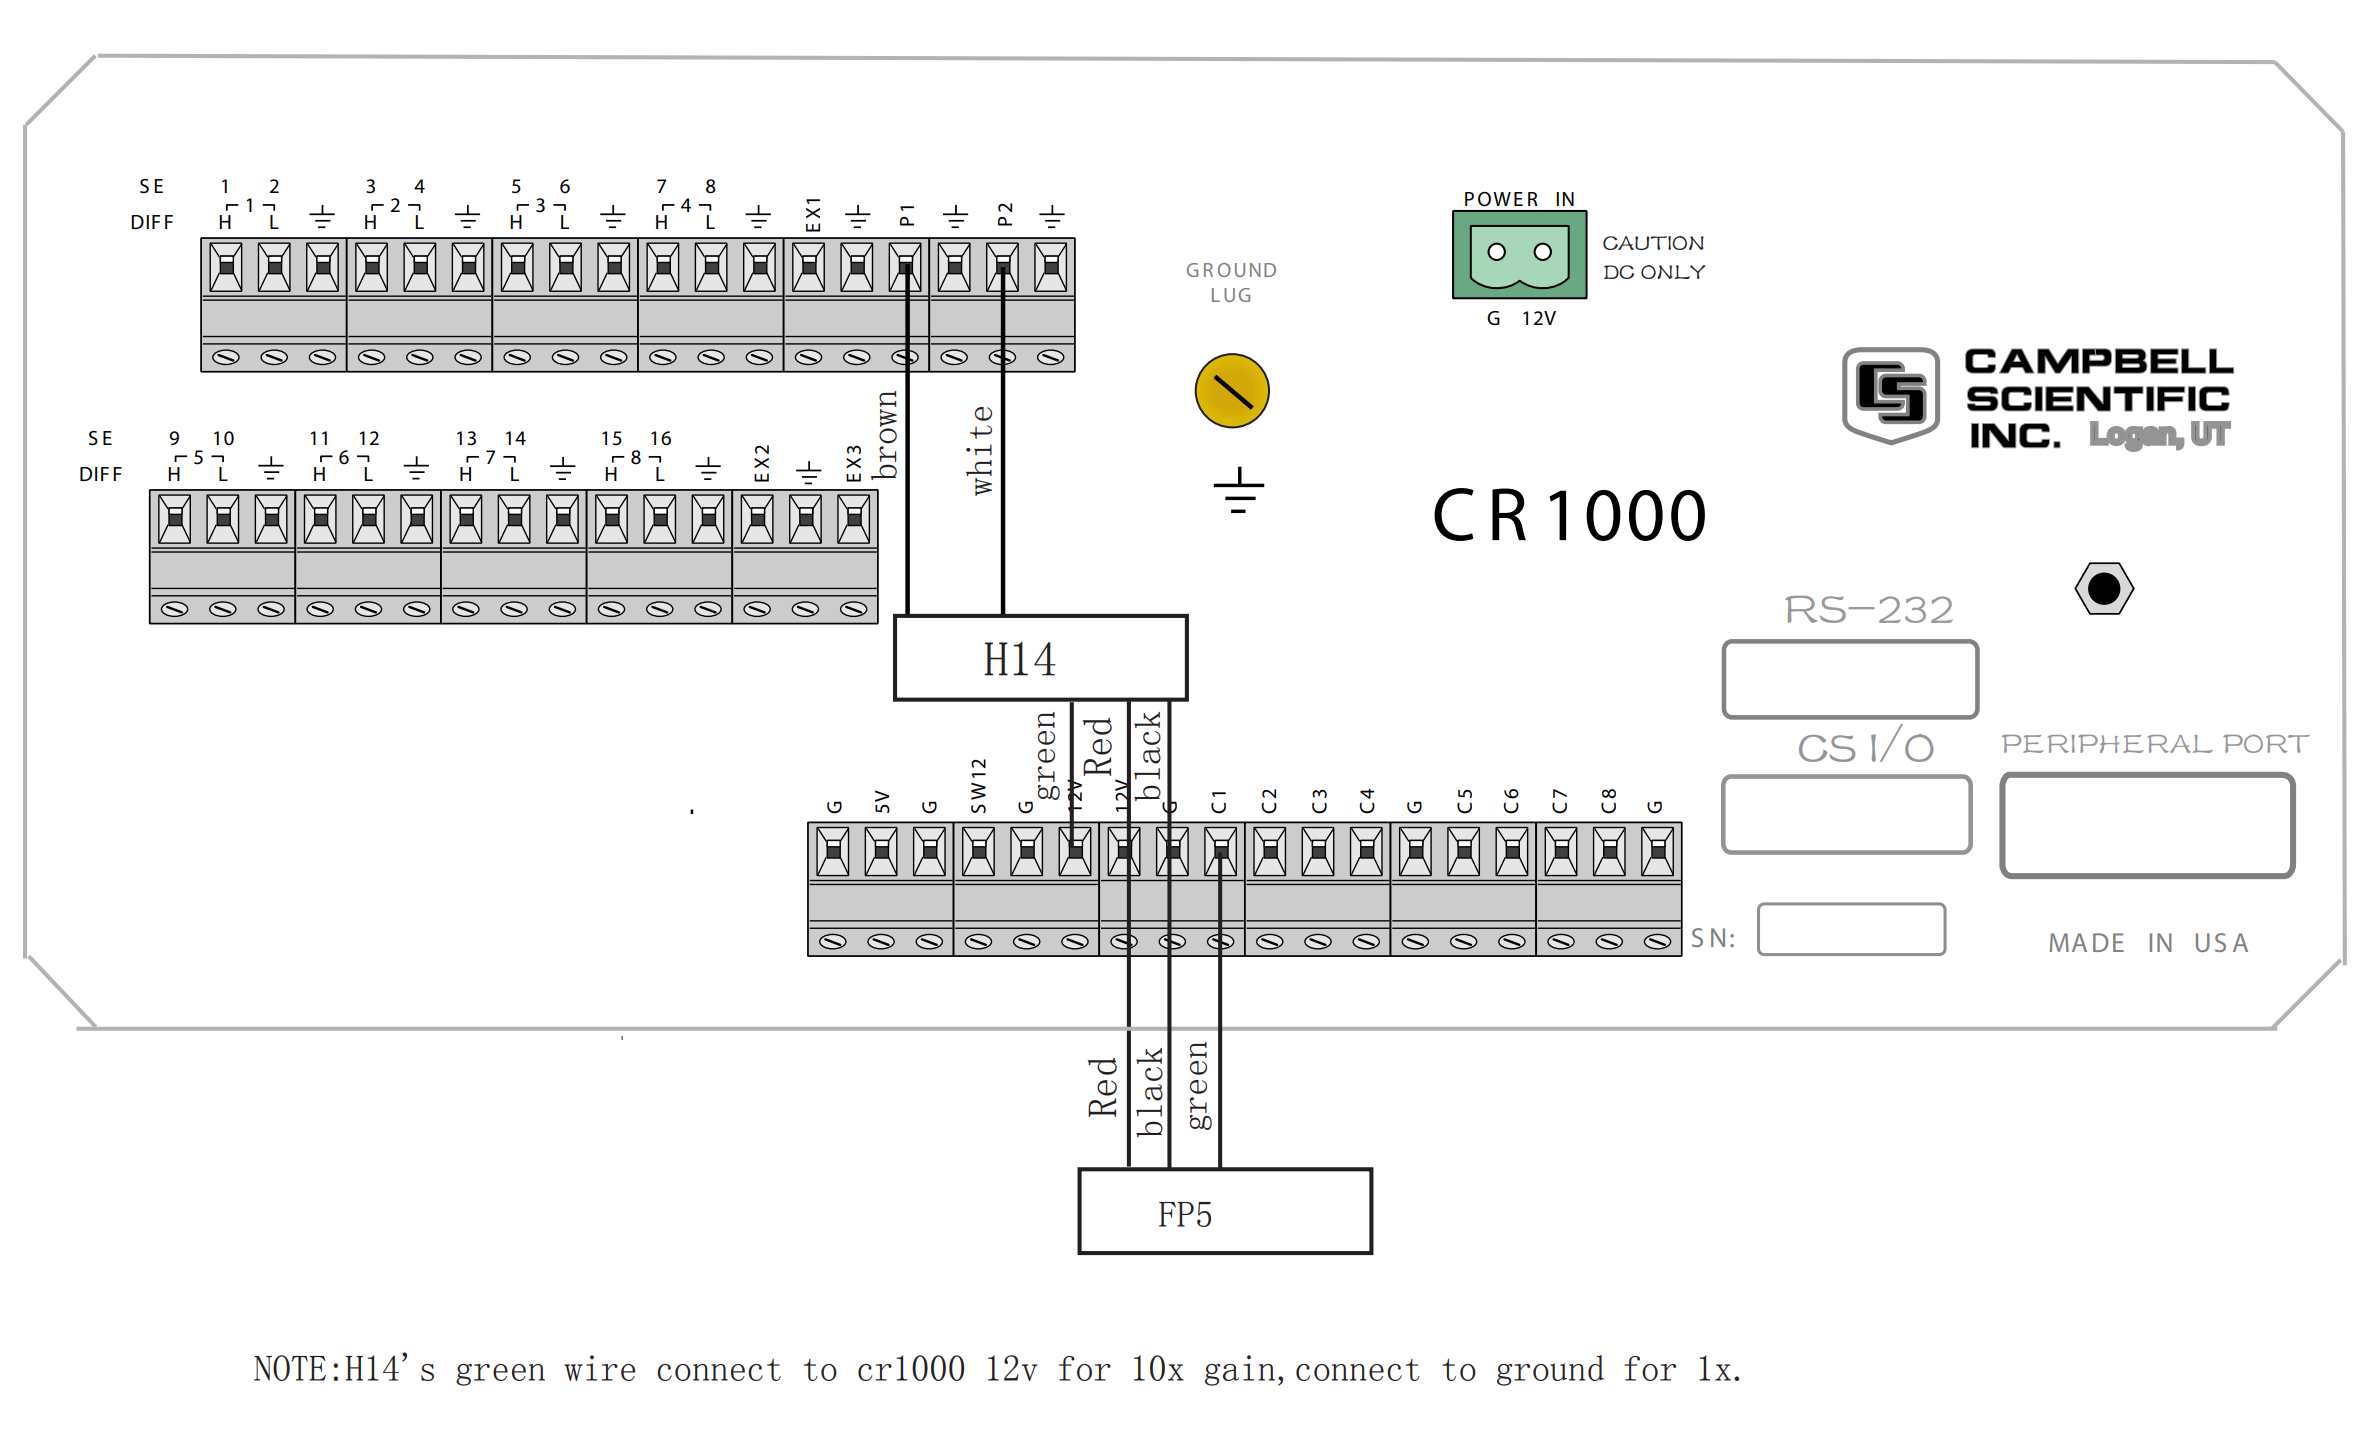 SE 1 2 3 4 5 6 7 8
1 2 3 4
DIFF H L H L H L H L EX1 P1 P2
POWER IN
CAUTION
DC ONLY
G 12V
GROUND
LUG
CAMPBELL
SCIENTIFIC
INC. Logan, UT
brown
white
SE 9 10 11 12 13 14 15 16
5 6 7 8
DIFF H L H L H L H L EX2 EX3
CR1000
H14
RS-232
green
Red
black
CS I/O
PERIPHERAL PORT
G 5V G SW12 G 12V 12V G C1 C2 C3 C4 G C5 C6 C7 C8 G
SN:
MADE IN USA
Red
black
green
FP5
NOTE:H14's green wire connect to cr1000 12v for 10x gain,connect to ground for 1x.